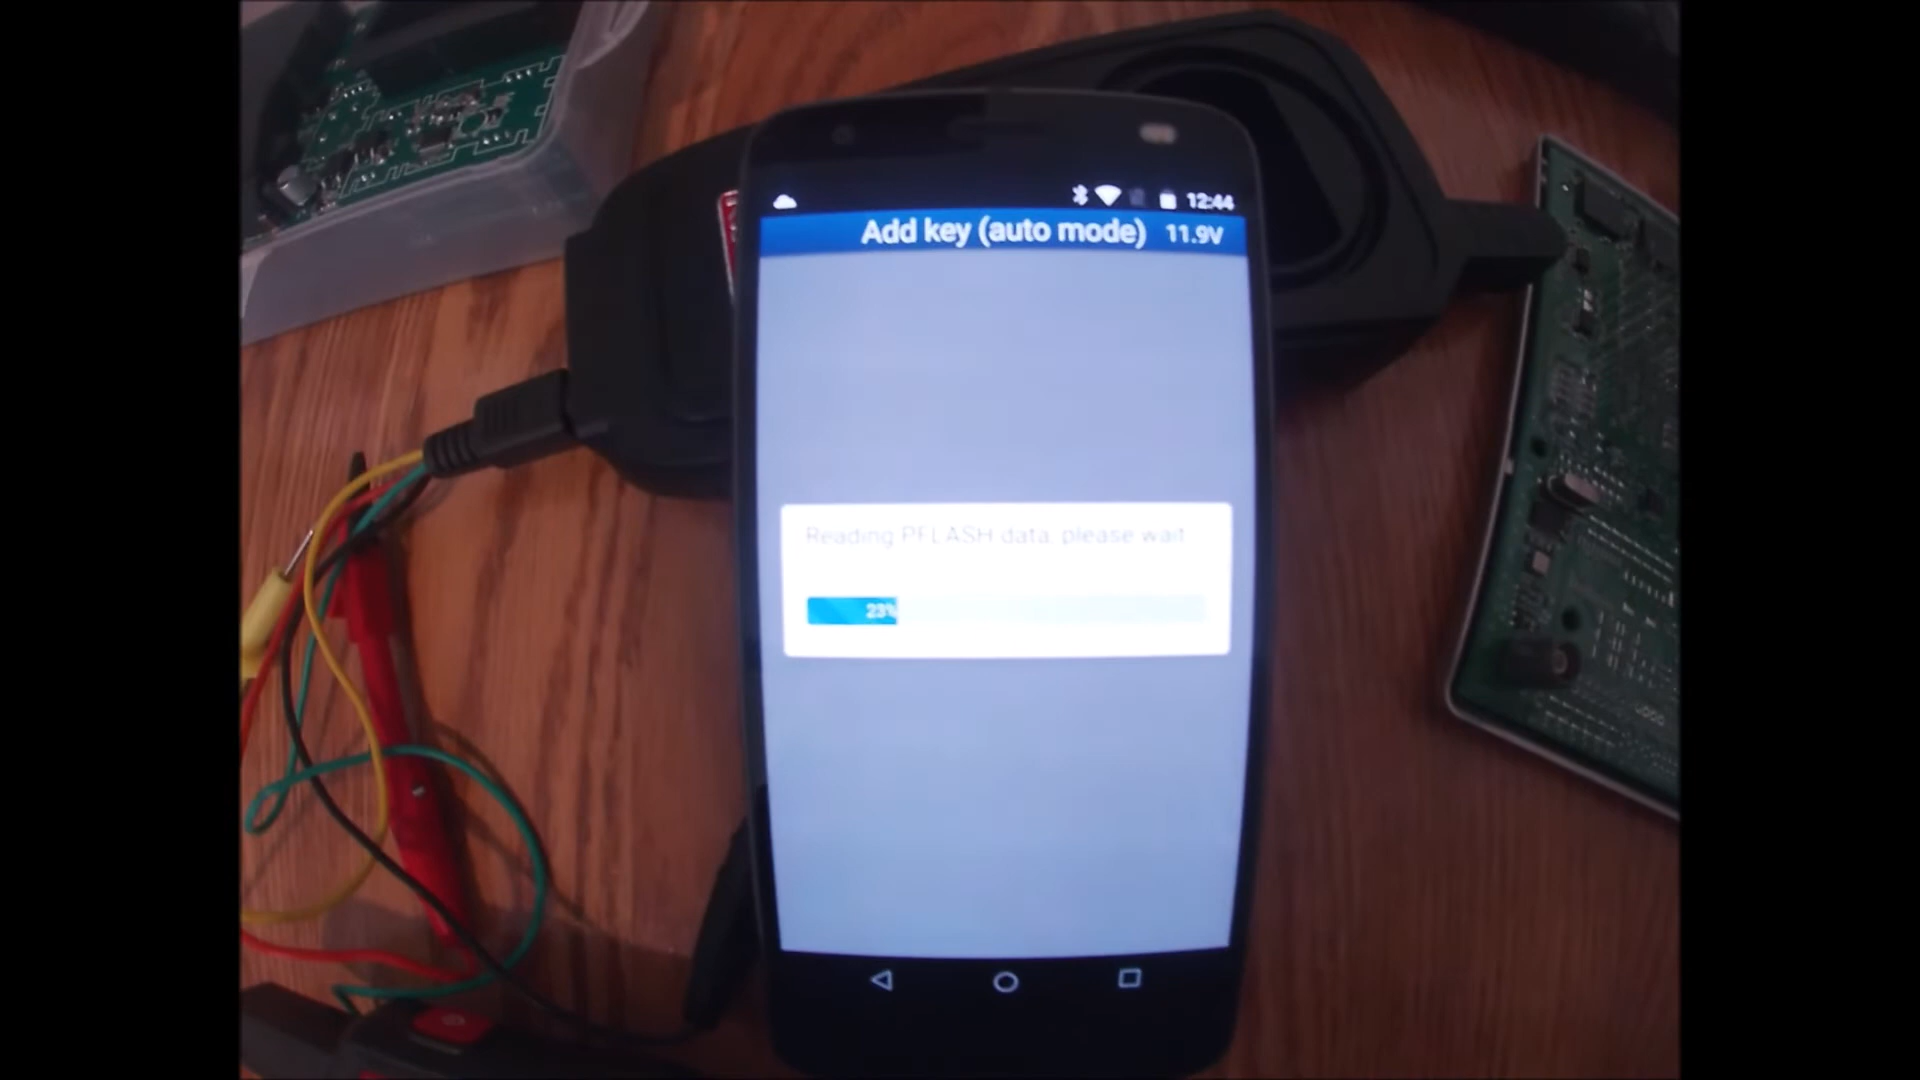 12:44
Add key (auto mode) 11.9V
Reading PFLASH data, please wait
23%